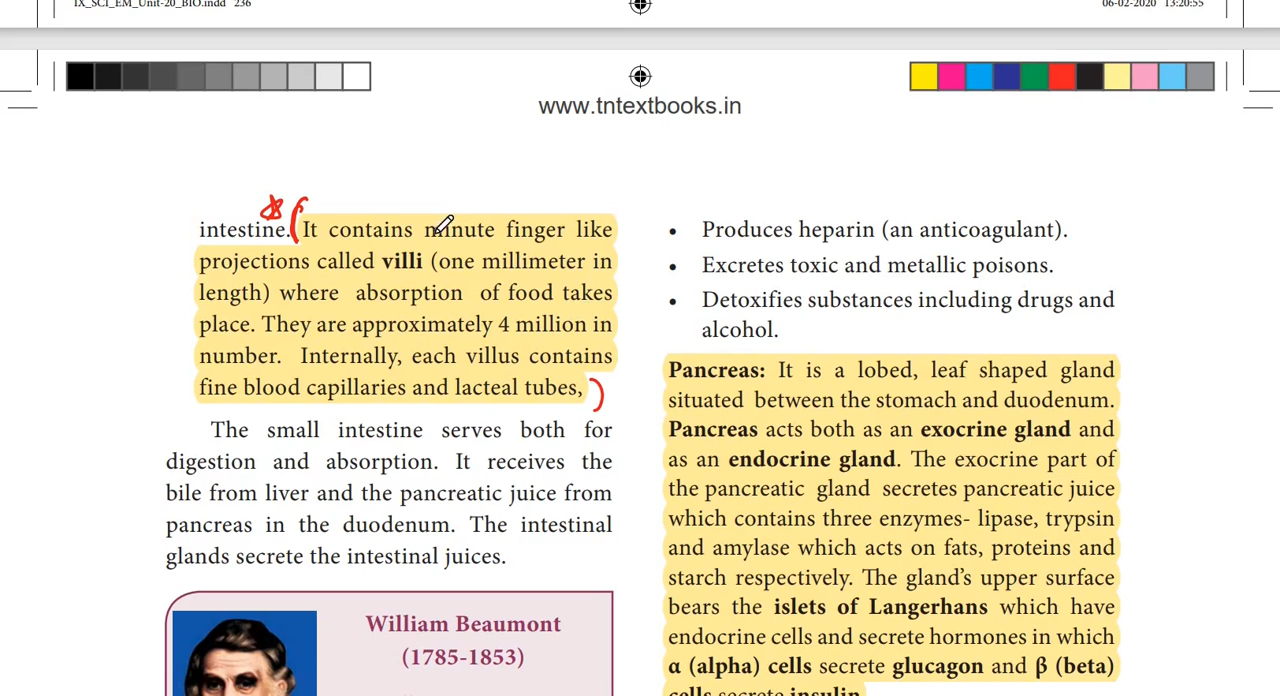 IX_SCI_EM_Unit-20_BIO.indd 236
06-02-2020 13:20:55
www.tntextbooks.in
intestine. It contains minute finger like
projections called villi (one millimeter in
length) where absorption of food takes
place. They are approximately 4 million in
number. Internally, each villus contains
fine blood capillaries and lacteal tubes,
The small intestine serves both for
digestion and absorption. It receives the
bile from liver and the pancreatic juice from
pancreas in the duodenum. The intestinal
glands secrete the intestinal juices.
William Beaumont
(1785-1853)
• Produces heparin (an anticoagulant).
• Excretes toxic and metallic poisons.
• Detoxifies substances including drugs and
alcohol.
Pancreas: It is a lobed, leaf shaped gland
situated between the stomach and duodenum.
Pancreas acts both as an exocrine gland and
as an endocrine gland. The exocrine part of
the pancreatic gland secretes pancreatic juice
which contains three enzymes- lipase, trypsin
and amylase which acts on fats, proteins and
starch respectively. The gland's upper surface
bears the islets of Langerhans which have
endocrine cells and secrete hormones in which
α (alpha) cells secrete glucagon and β (beta)
cells secrete insulin